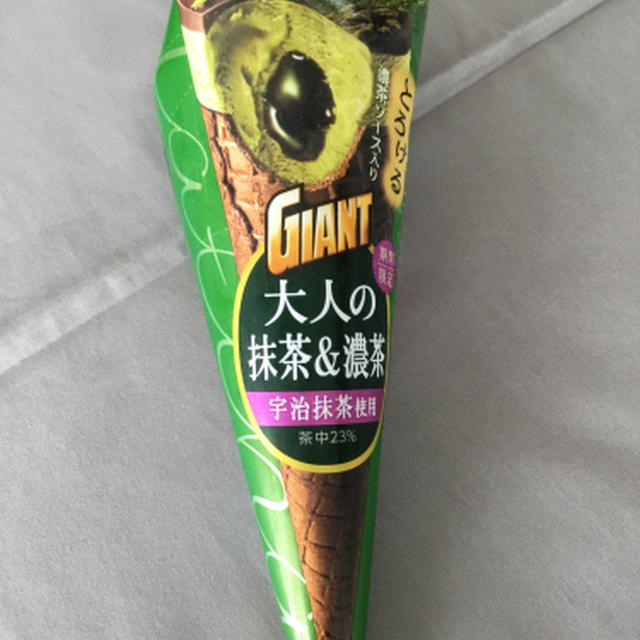 とろける
濃茶ソース入り
GIANT
期間
限定
大人の
抹茶&濃茶
宇治抹茶使用
茶中23%